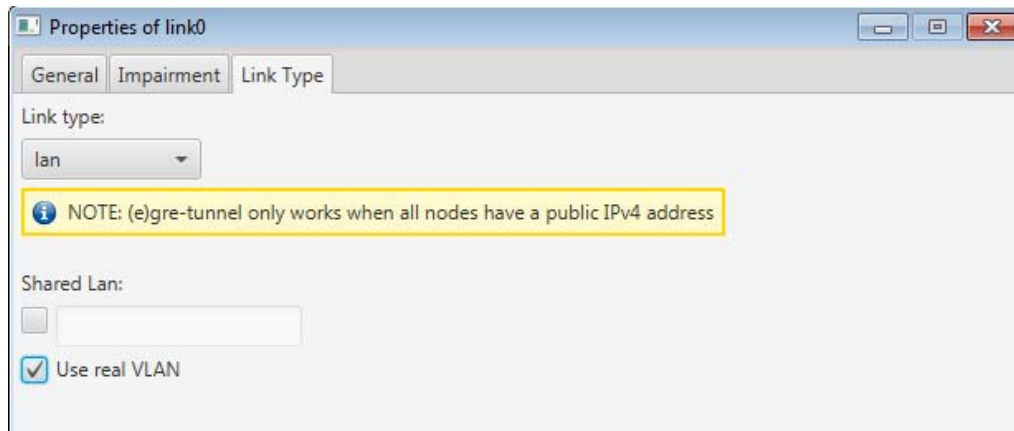 Properties of link0
General Impairment Link Type
Link type:
lan
NOTE: (e)gre-tunnel only works when all nodes have a public IPv4 address
Shared Lan:
Use real VLAN